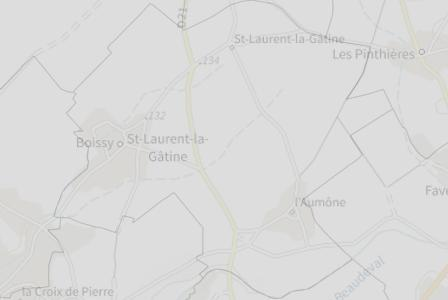 D21
St-Laurent-la-Gâtine
Les Pinthières
134
132
Boissy
St-Laurent-la-
Gâtine
l'Aumône
Fave
Beaudeval
la Croix de Pierre